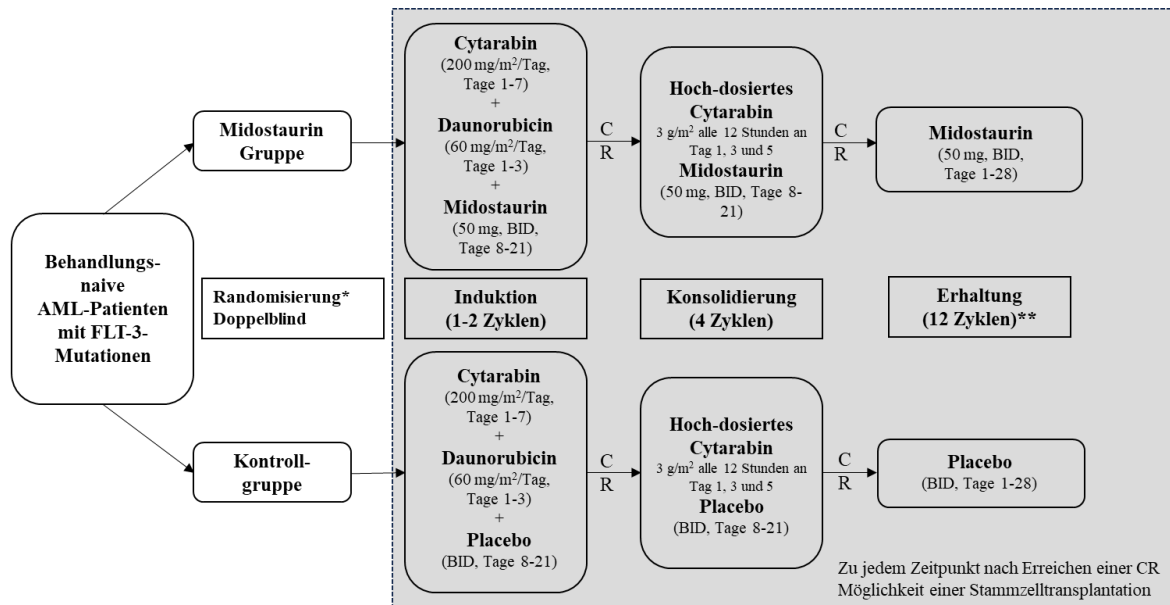 Behandlungs-
naive
AML-Patienten
mit FLT-3-
Mutationen
Midostaurin
Gruppe
Cytarabin
(200 mg/m²/Tag,
Tage 1-7)
+
Daunorubicin
(60 mg/m²/Tag,
Tage 1-3)
+
Midostaurin
(50 mg, BID,
Tage 8-21)
C
R
Hoch-dosiertes
Cytarabin
3 g/m² alle 12 Stunden an
Tag 1, 3 und 5
Midostaurin
(50 mg, BID, Tage 8-
21)
C
R
Midostaurin
(50 mg, BID,
Tage 1-28)
Randomisierung*
Doppelblind
Induktion
(1-2 Zyklen)
Konsolidierung
(4 Zyklen)
Erhaltung
(12 Zyklen)**
Kontroll-
gruppe
Cytarabin
(200 mg/m²/Tag,
Tage 1-7)
+
Daunorubicin
(60 mg/m²/Tag,
Tage 1-3)
+
Placebo
(BID, Tage 8-21)
C
R
Hoch-dosiertes
Cytarabin
3 g/m² alle 12 Stunden an
Tag 1, 3 und 5
Placebo
(BID, Tage 8-21)
C
R
Placebo
(BID, Tage 1-28)
Zu jedem Zeitpunkt nach Erreichen einer CR
Möglichkeit einer Stammzelltransplantation